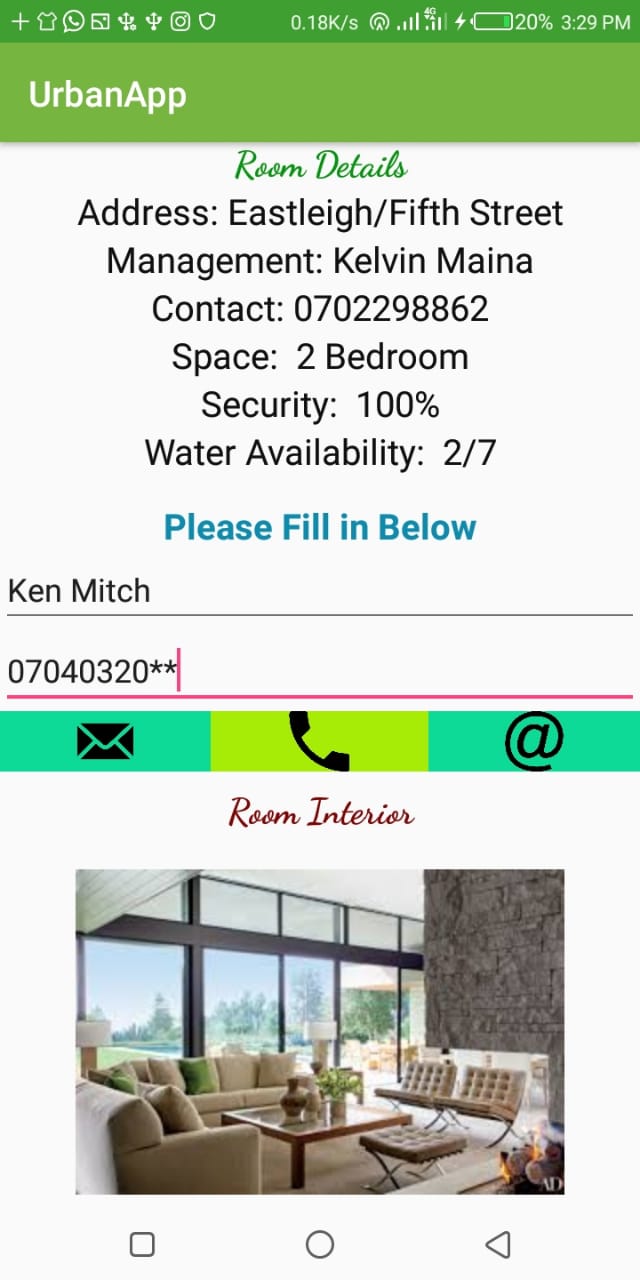 0.18K/s 4G 20% 3:29 PM
UrbanApp
Room Details
Address: Eastleigh/Fifth Street
Management: Kelvin Maina
Contact: 0702298862
Space:  2 Bedroom
Security:  100%
Water Availability:  2/7
Please Fill in Below
Ken Mitch
07040320**
@
Room Interior
AD